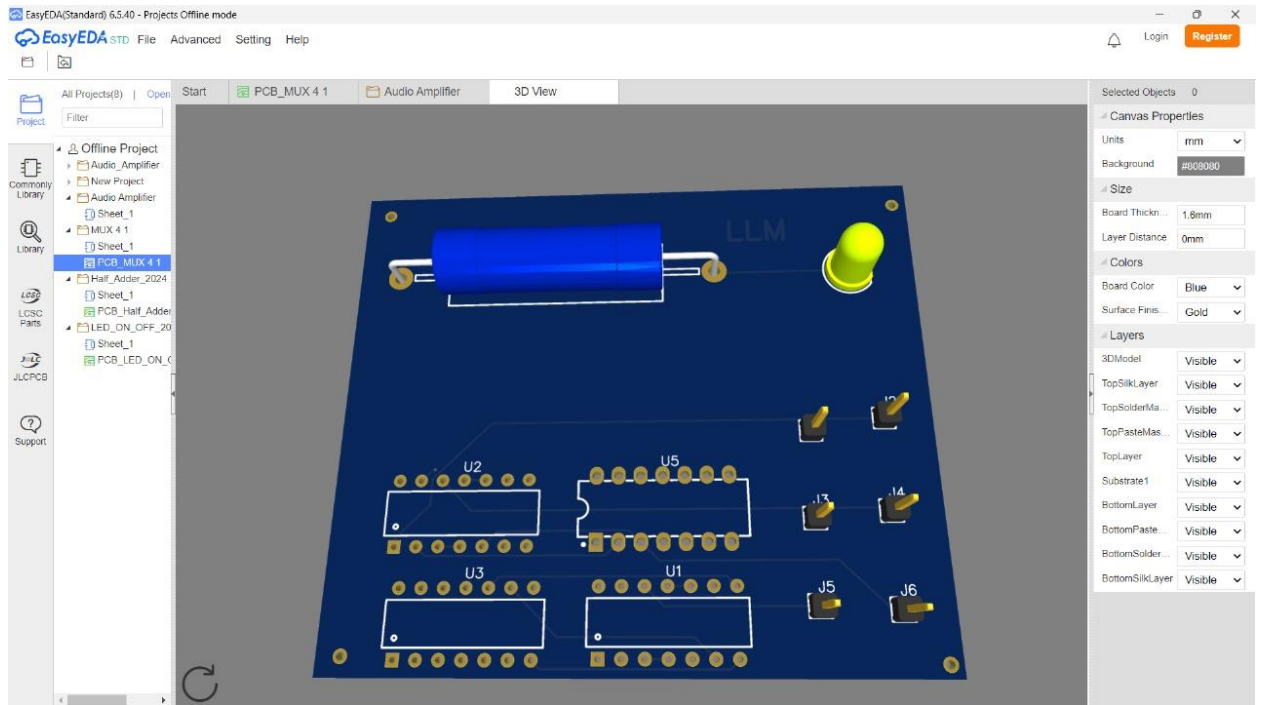 EasyEDA(Standard) 6.5.40 - Projects Offline mode
EasyEDA STD File Advanced Setting Help
Login Register
Project
Commonly Library
Library
LCSC Parts
JLCPCB
Support
All Projects(8) | Open
Filter
Offline Project
Audio_Amplifier
New Project
Audio Amplifier
Sheet_1
MUX 4 1
Sheet_1
PCB_MUX 4 1
Half_Adder_2024
Sheet_1
PCB_Half_Adder
LED_ON_OFF_20
Sheet_1
PCB_LED_ON_
Start PCB_MUX 4 1 Audio Amplifier 3D View
LLM
J2
U2 U5
J3 J4
U3 U1
J5 J6
Selected Objects 0
Canvas Properties
Units mm
Background #808080
Size
Board Thickn... 1.6mm
Layer Distance 0mm
Colors
Board Color Blue
Surface Finis... Gold
Layers
3DModel Visible
TopSilkLayer Visible
TopSolderMa... Visible
TopPasteMas... Visible
TopLayer Visible
Substrate1 Visible
BottomLayer Visible
BottomPaste... Visible
BottomSolder... Visible
BottomSilkLayer Visible